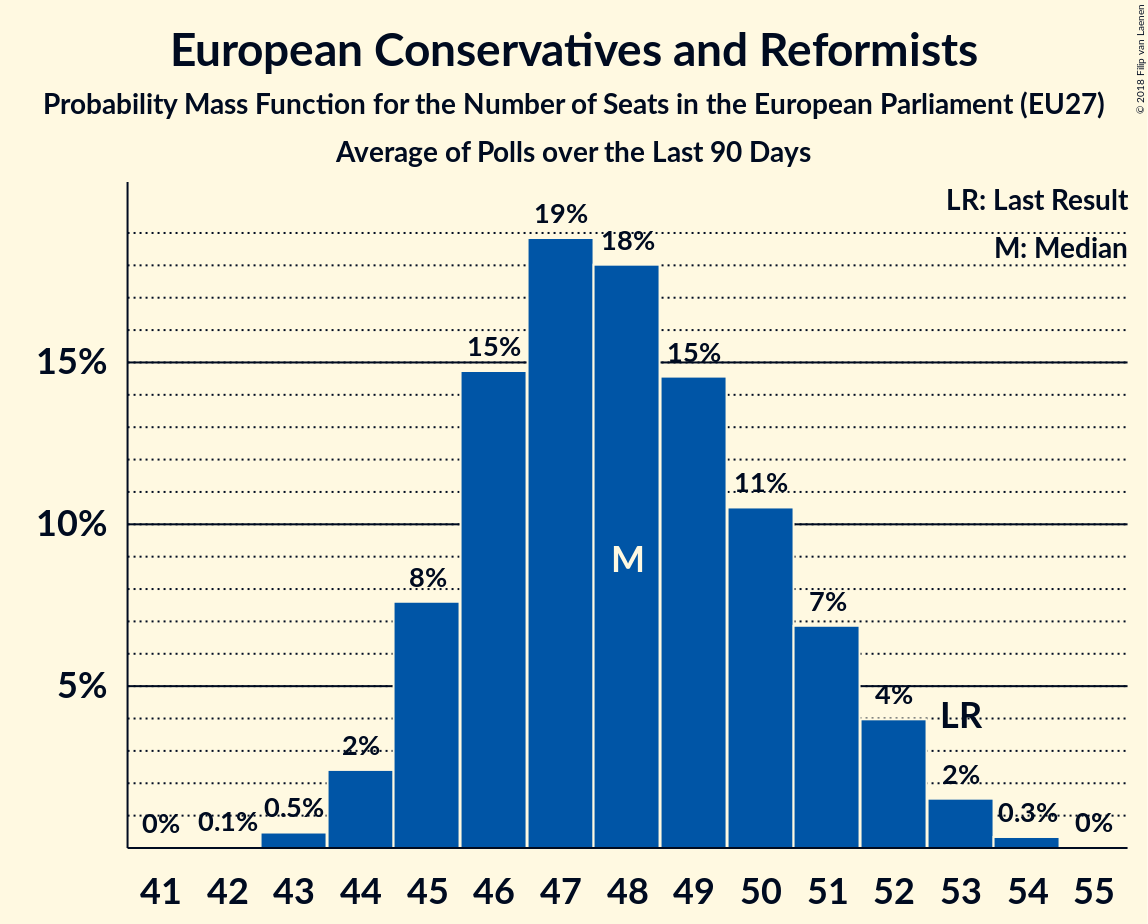 European Conservatives and Reformists
Probability Mass Function for the Number of Seats in the European Parliament (EU27)
Average of Polls over the Last 90 Days
© 2018 Filip van Laenen
LR: Last Result
M: Median
19%
18%
15%
15%
15%
11%
10%
M
8%
7%
5%
4%
LR
2%
2%
0.5%
0.3%
0%
0.1%
0%
41 42 43 44 45 46 47 48 49 50 51 52 53 54 55